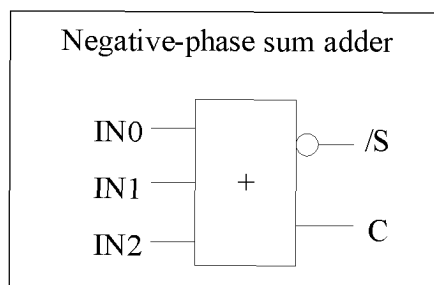 Negative-phase sum adder
IN0
/S
IN1
+
C
IN2